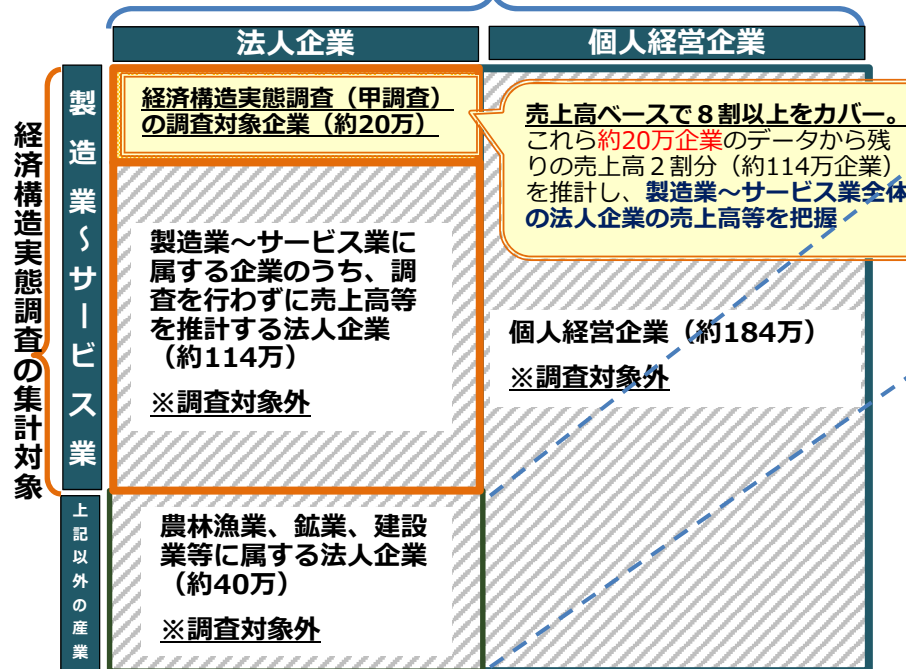 法人企業
個人経営企業
経済構造実態調査の集計対象
製造業～サービス業
経済構造実態調査（甲調査）
の調査対象企業（約20万）
売上高ベースで８割以上をカバー。
これら約20万企業のデータから残
りの売上高２割分（約114万企業）
を推計し、製造業～サービス業全体
の法人企業の売上高等を把握
製造業～サービス業に
属する企業のうち、調
査を行わずに売上高等
を推計する法人企業
（約114万）
※調査対象外
個人経営企業（約184万）
※調査対象外
上記以外の産業
農林漁業、鉱業、建設
業等に属する法人企業
（約40万）
※調査対象外